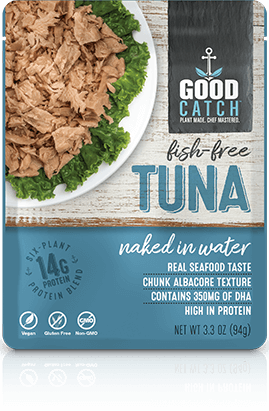 GOOD
CATCH™
PLANT MADE. CHEF MASTERED.
fish-free
TUNA
naked in water
REAL SEAFOOD TASTE
CHUNK ALBACORE TEXTURE
CONTAINS 350MG OF DHA
HIGH IN PROTEIN
SIX-PLANT
14G
PROTEIN
PROTEIN BLEND
Vegan
Gluten Free
Non-GMO
NET WT 3.3 OZ (94g)